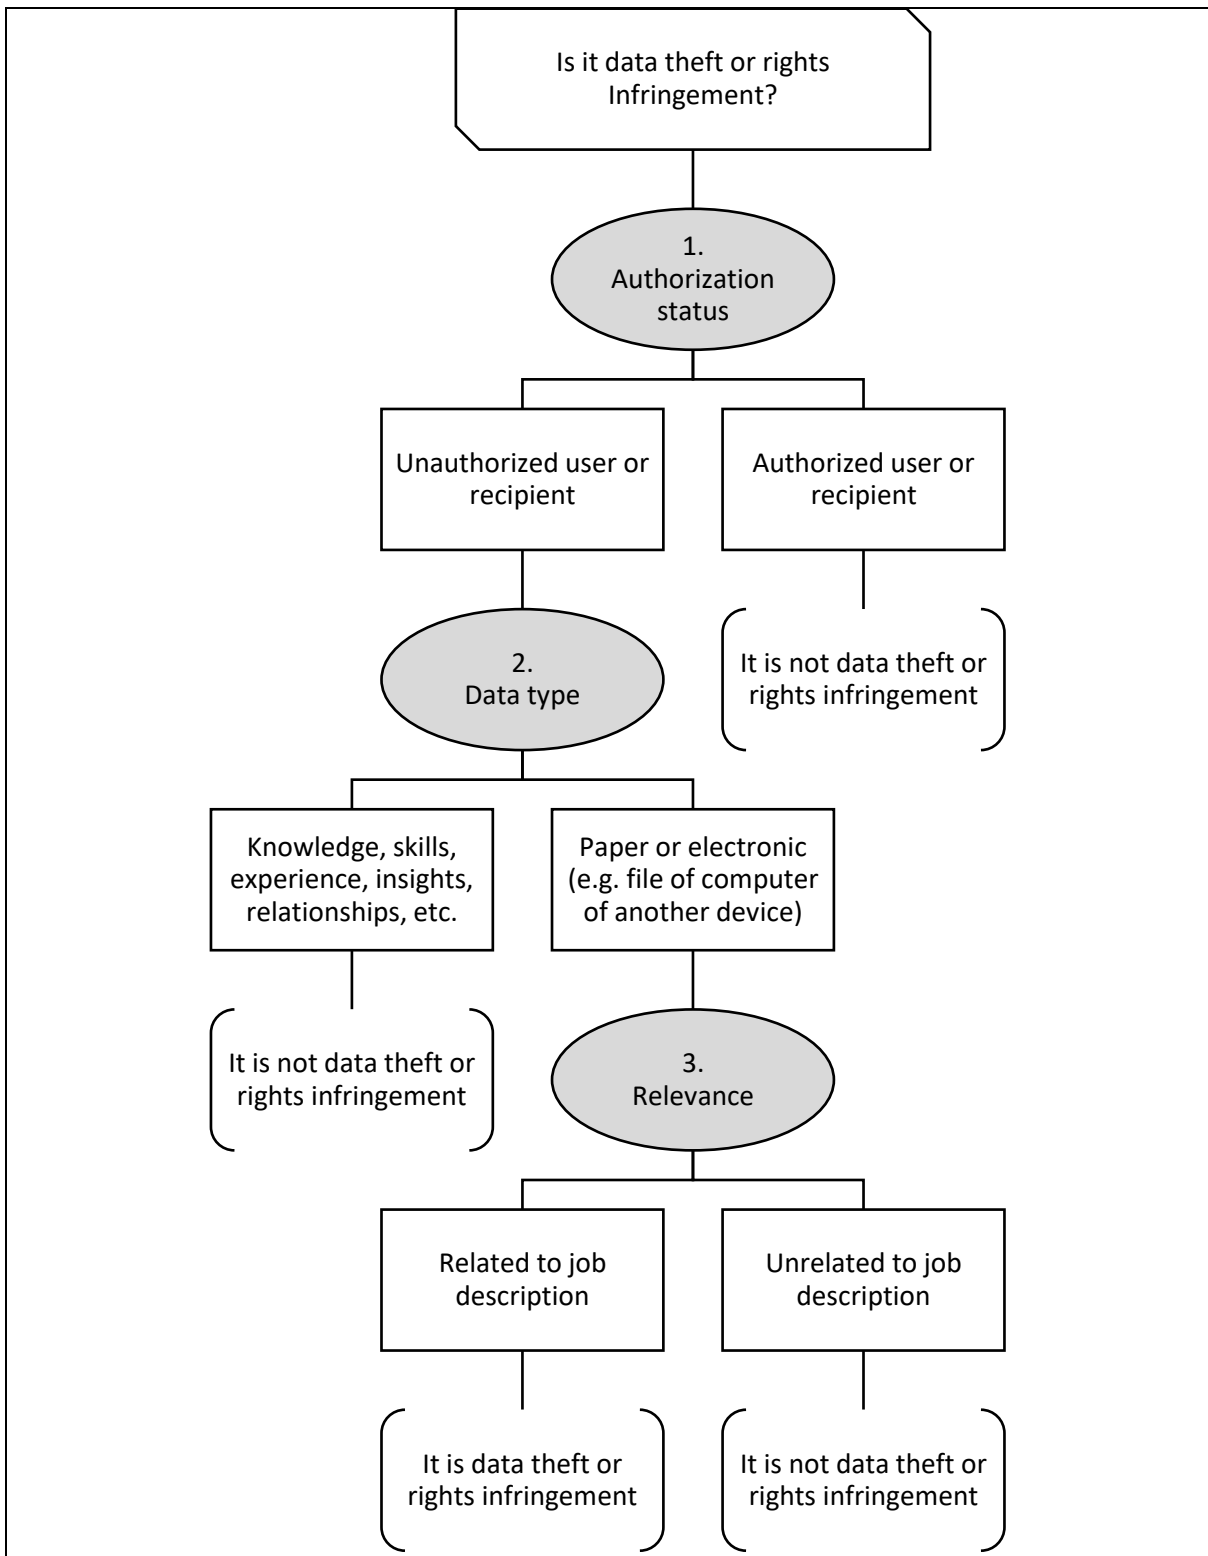 Is it data theft or rights
Infringement?
1.
Authorization
status
Unauthorized user or
recipient
Authorized user or
recipient
2.
Data type
It is not data theft or
rights infringement
Knowledge, skills,
experience, insights,
relationships, etc.
Paper or electronic
(e.g. file of computer
of another device)
It is not data theft or
rights infringement
3.
Relevance
Related to job
description
Unrelated to job
description
It is data theft or
rights infringement
It is not data theft or
rights infringement